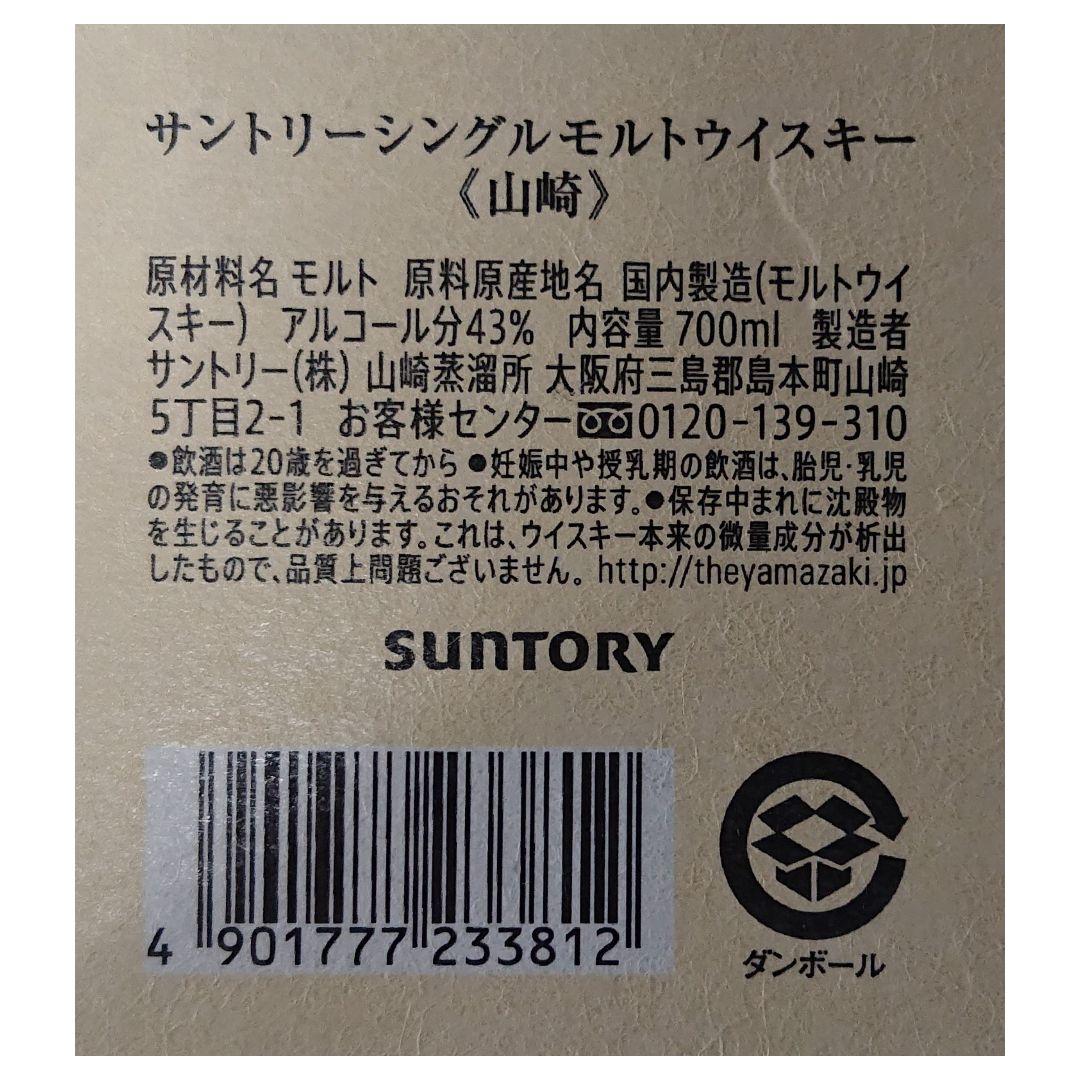 サントリーシングルモルトウイスキー
《山崎》
原材料名 モルト 原料原産地名 国内製造(モルトウイ
スキー) アルコール分43% 内容量 700ml 製造者
サントリー(株) 山崎蒸溜所 大阪府三島郡島本町山崎
5丁目2-1 お客様センター 0120-139-310
●飲酒は20歳を過ぎてから ●妊娠中や授乳期の飲酒は、胎児・乳児
の発育に悪影響を与えるおそれがあります。●保存中まれに沈殿物
を生じることがあります。これは、ウイスキー本来の微量成分が析出
したもので、品質上問題ございません。 http://theyamazaki.jp
SUNTORY
4 901777 233812
ダンボール